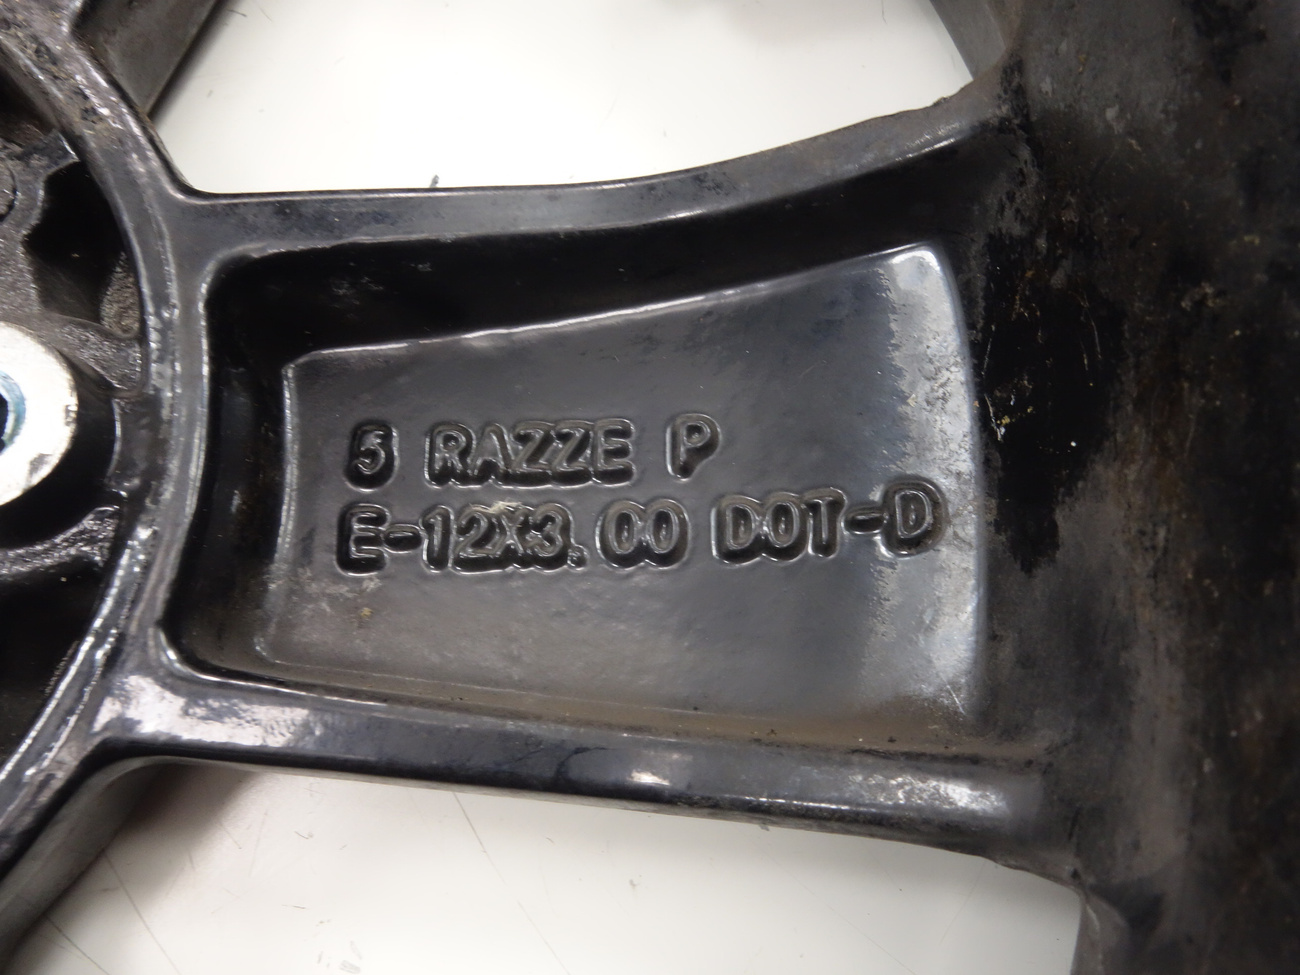 5 RAZZE P
E-12X3.00 DOT-D